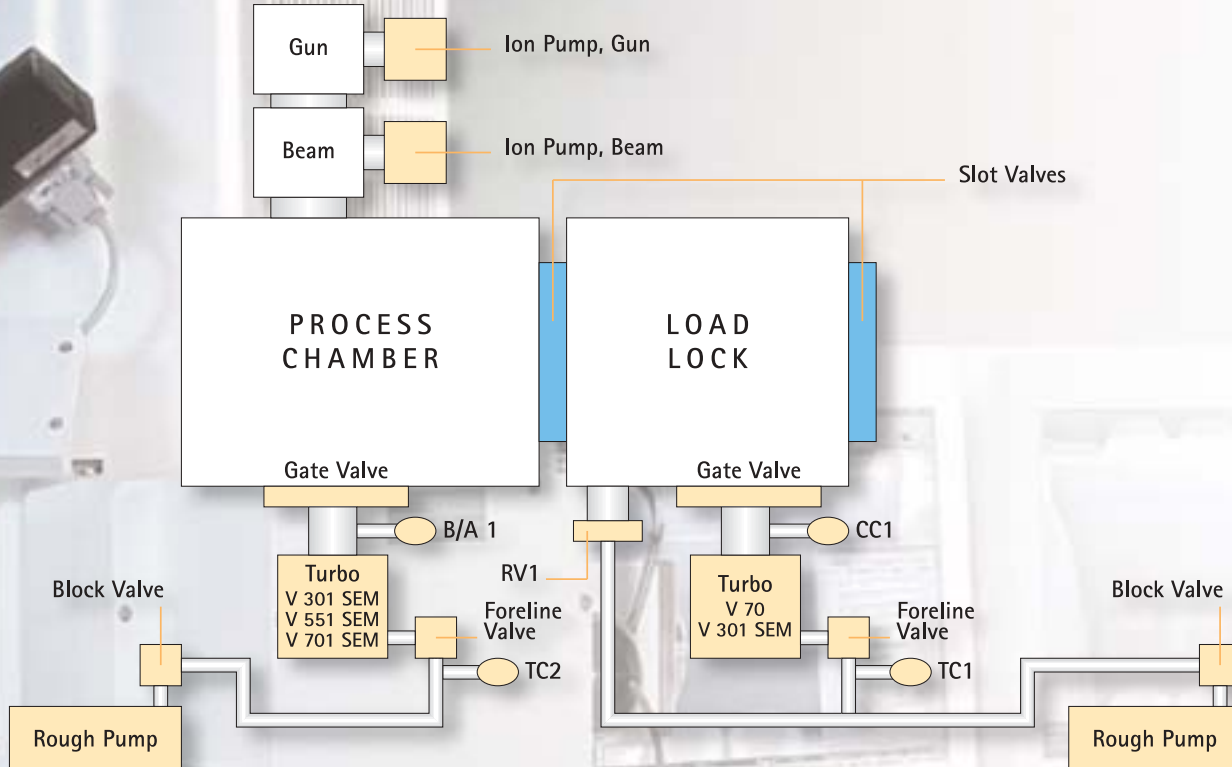 Gun
Ion Pump, Gun
Beam
Ion Pump, Beam
Slot Valves
PROCESS
CHAMBER
LOAD
LOCK
Gate Valve
Gate Valve
B/A 1
CC1
RV1
Block Valve
Turbo
V 301 SEM
V 551 SEM
V 701 SEM
Foreline
Valve
TC2
Turbo
V 70
V 301 SEM
Foreline
Valve
TC1
Block Valve
Rough Pump
Rough Pump